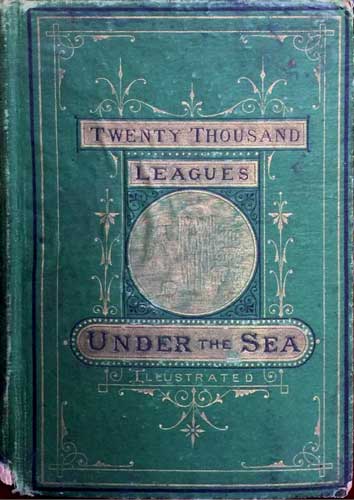 TWENTY THOUSAND
LEAGUES
UNDER THE SEA
ILLUSTRATED